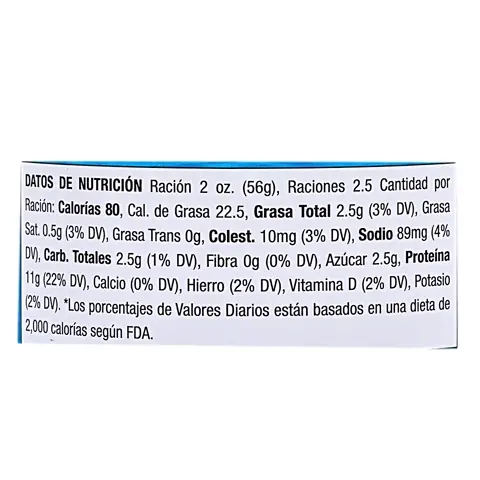 DATOS DE NUTRICIÓN Ración 2 oz. (56g), Raciones 2.5 Cantidad por
Ración: Calorías 80, Cal. de Grasa 22.5, Grasa Total 2.5g (3% DV), Grasa
Sat. 0.5g (3% DV), Grasa Trans 0g, Colest. 10mg (3% DV), Sodio 89mg (4%
DV), Carb. Totales 2.5g (1% DV), Fibra 0g (0% DV), Azúcar 2.5g, Proteína
11g (22% DV), Calcio (0% DV), Hierro (2% DV), Vitamina D (2% DV), Potasio
(2% DV). *Los porcentajes de Valores Diarios están basados en una dieta de
2,000 calorías según FDA.